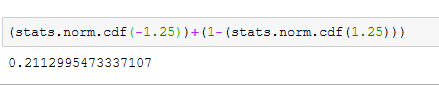 (stats.norm.cdf(-1.25))+(1-(stats.norm.cdf(1.25)))
0.2112995473337107